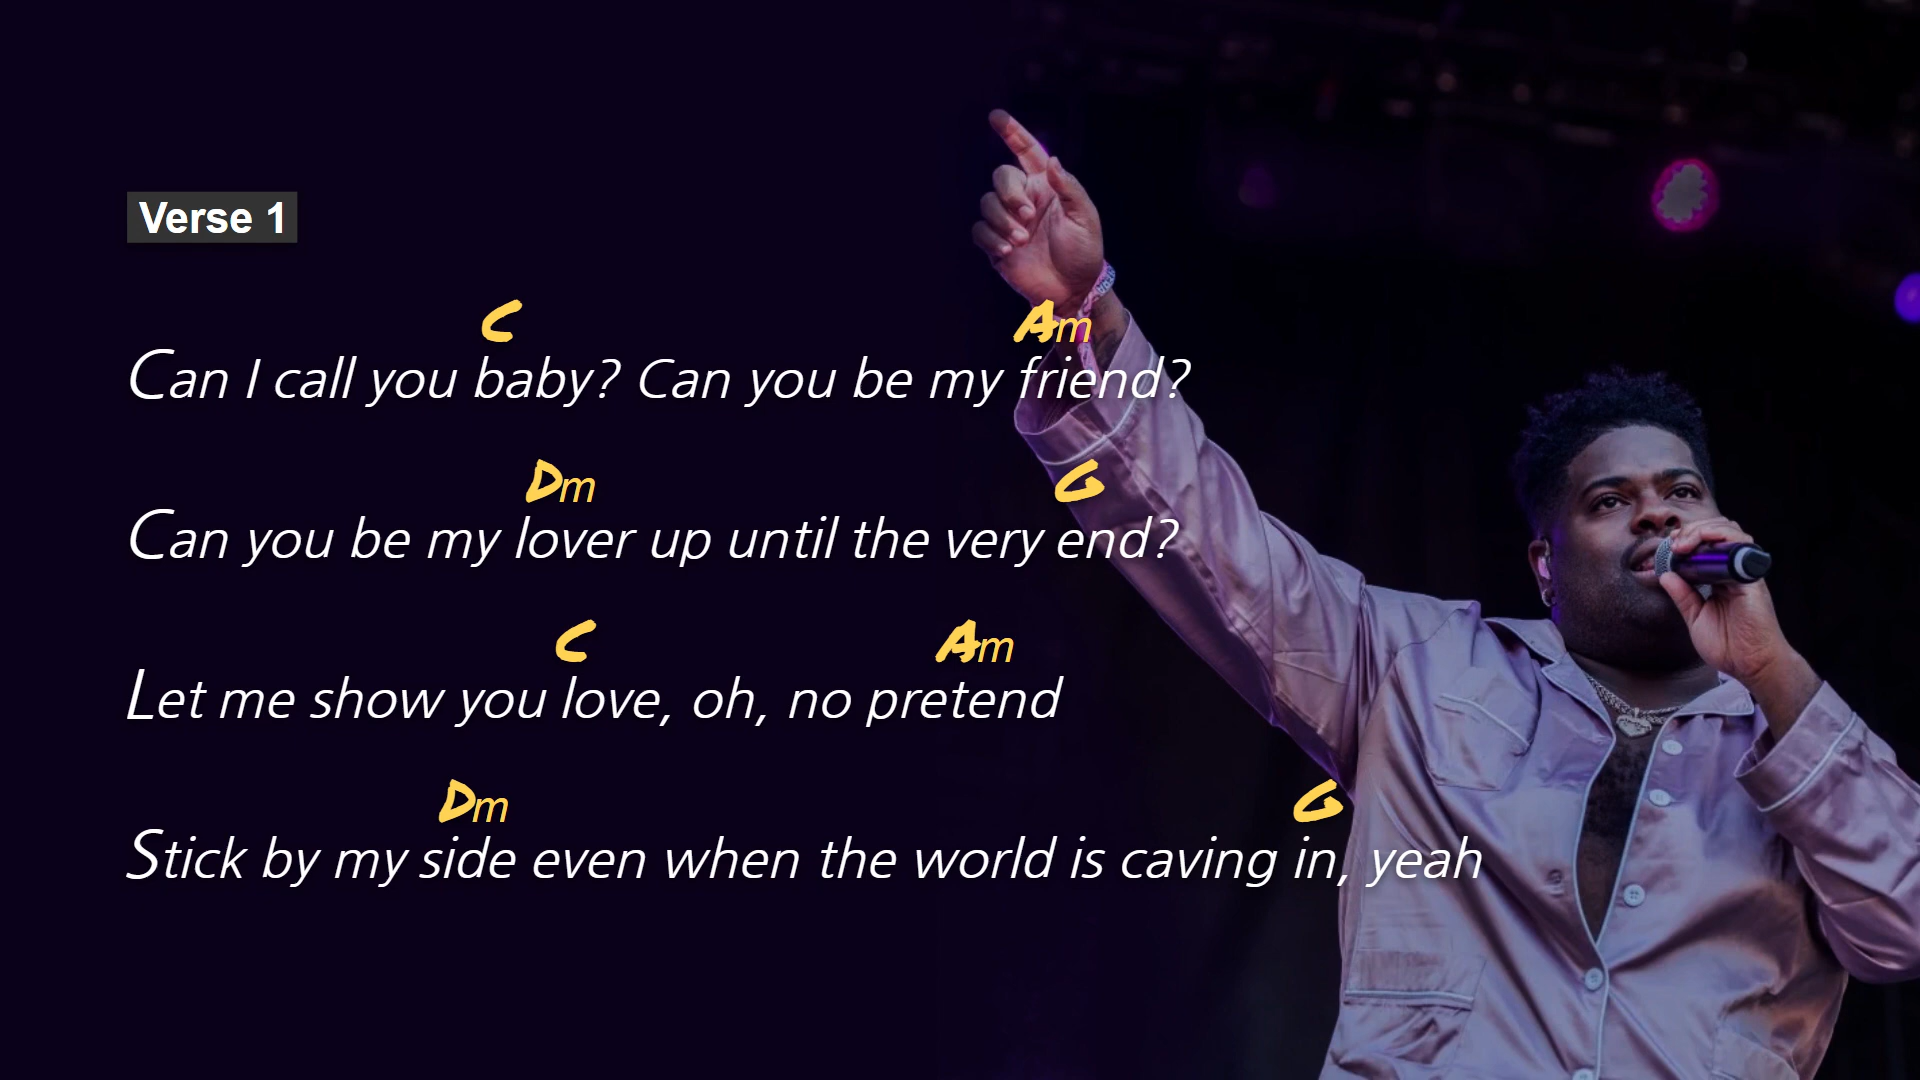 Verse 1
C Am
Can I call you baby? Can you be my friend?
Dm G
Can you be my lover up until the very end?
C Am
Let me show you love, oh, no pretend
Dm G
Stick by my side even when the world is caving in, yeah